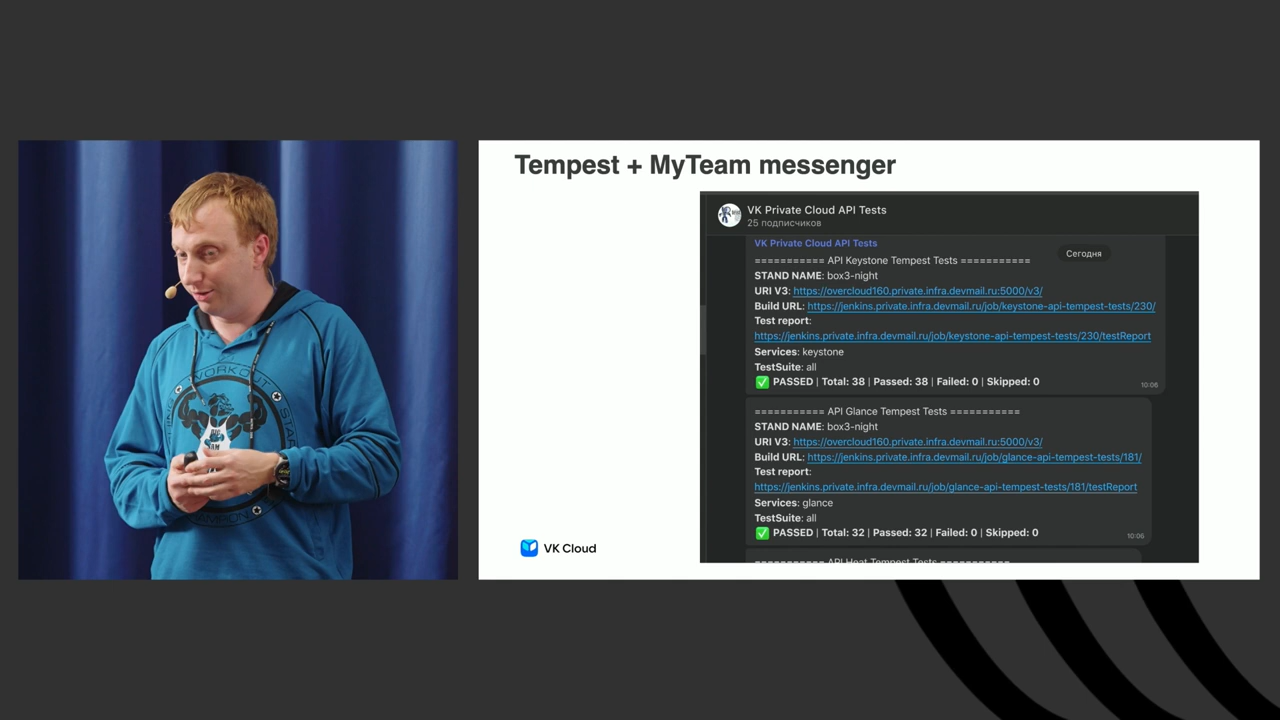 Tempest + MyTeam messenger
VK Private Cloud API Tests
25 подписчиков
VK Private Cloud API Tests
Сегодня
=========== API Keystone Tempest Tests ===========
STAND NAME: box3-night
URI V3: https://overcloud160.private.infra.devmail.ru:5000/v3/
Build URL: https://jenkins.private.infra.devmail.ru/job/keystone-api-tempest-tests/230/
Test report:
https://jenkins.private.infra.devmail.ru/job/keystone-api-tempest-tests/230/testReport
Services: keystone
TestSuite: all
✅ PASSED | Total: 38 | Passed: 38 | Failed: 0 | Skipped: 0
10:06
=========== API Glance Tempest Tests ===========
STAND NAME: box3-night
URI V3: https://overcloud160.private.infra.devmail.ru:5000/v3/
Build URL: https://jenkins.private.infra.devmail.ru/job/glance-api-tempest-tests/181/
Test report:
https://jenkins.private.infra.devmail.ru/job/glance-api-tempest-tests/181/testReport
Services: glance
TestSuite: all
✅ PASSED | Total: 32 | Passed: 32 | Failed: 0 | Skipped: 0
10:06
=========== API Heat Tempest Tests ===========
VK Cloud
WORKOUT